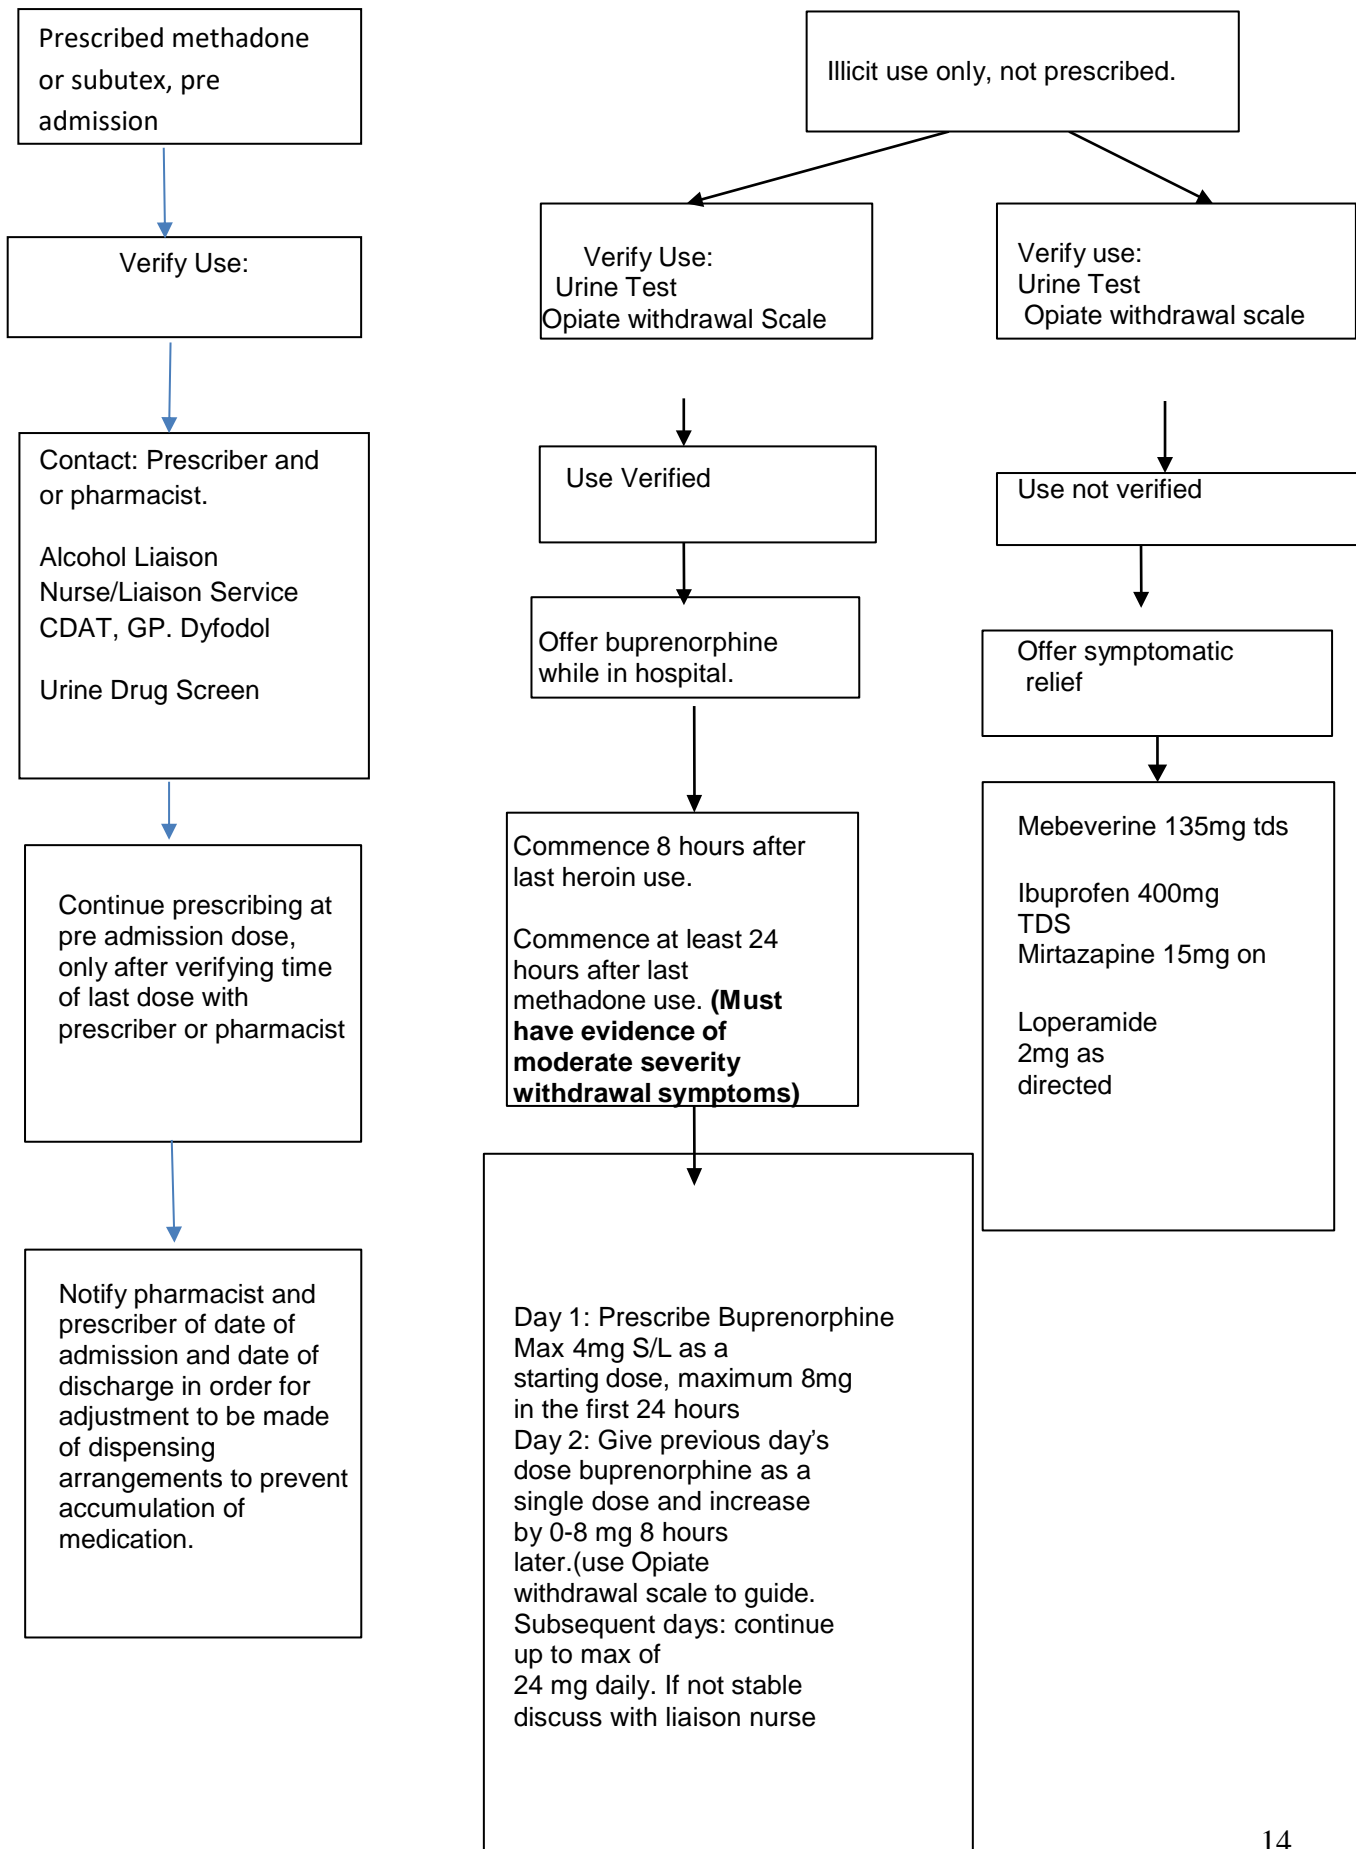 Prescribed methadone
or subutex, pre
admission
Verify Use:
Contact: Prescriber and
or pharmacist.
Alcohol Liaison
Nurse/Liaison Service
CDAT, GP. Dyfodol
Urine Drug Screen
Continue prescribing at
pre admission dose,
only after verifying time
of last dose with
prescriber or pharmacist
Notify pharmacist and
prescriber of date of
admission and date of
discharge in order for
adjustment to be made
of dispensing
arrangements to prevent
accumulation of
medication.
Illicit use only, not prescribed.
Verify Use:
Urine Test
Opiate withdrawal Scale
Use Verified
Offer buprenorphine
while in hospital.
Commence 8 hours after
last heroin use.
Commence at least 24
hours after last
methadone use. (Must
have evidence of
moderate severity
withdrawal symptoms)
Day 1: Prescribe Buprenorphine
Max 4mg S/L as a
starting dose, maximum 8mg
in the first 24 hours
Day 2: Give previous day's
dose buprenorphine as a
single dose and increase
by 0-8 mg 8 hours
later.(use Opiate
withdrawal scale to guide.
Subsequent days: continue
up to max of
24 mg daily. If not stable
discuss with liaison nurse
Verify use:
Urine Test
Opiate withdrawal scale
Use not verified
Offer symptomatic
relief
Mebeverine 135mg tds
Ibuprofen 400mg
TDS
Mirtazapine 15mg on
Loperamide
2mg as
directed
14